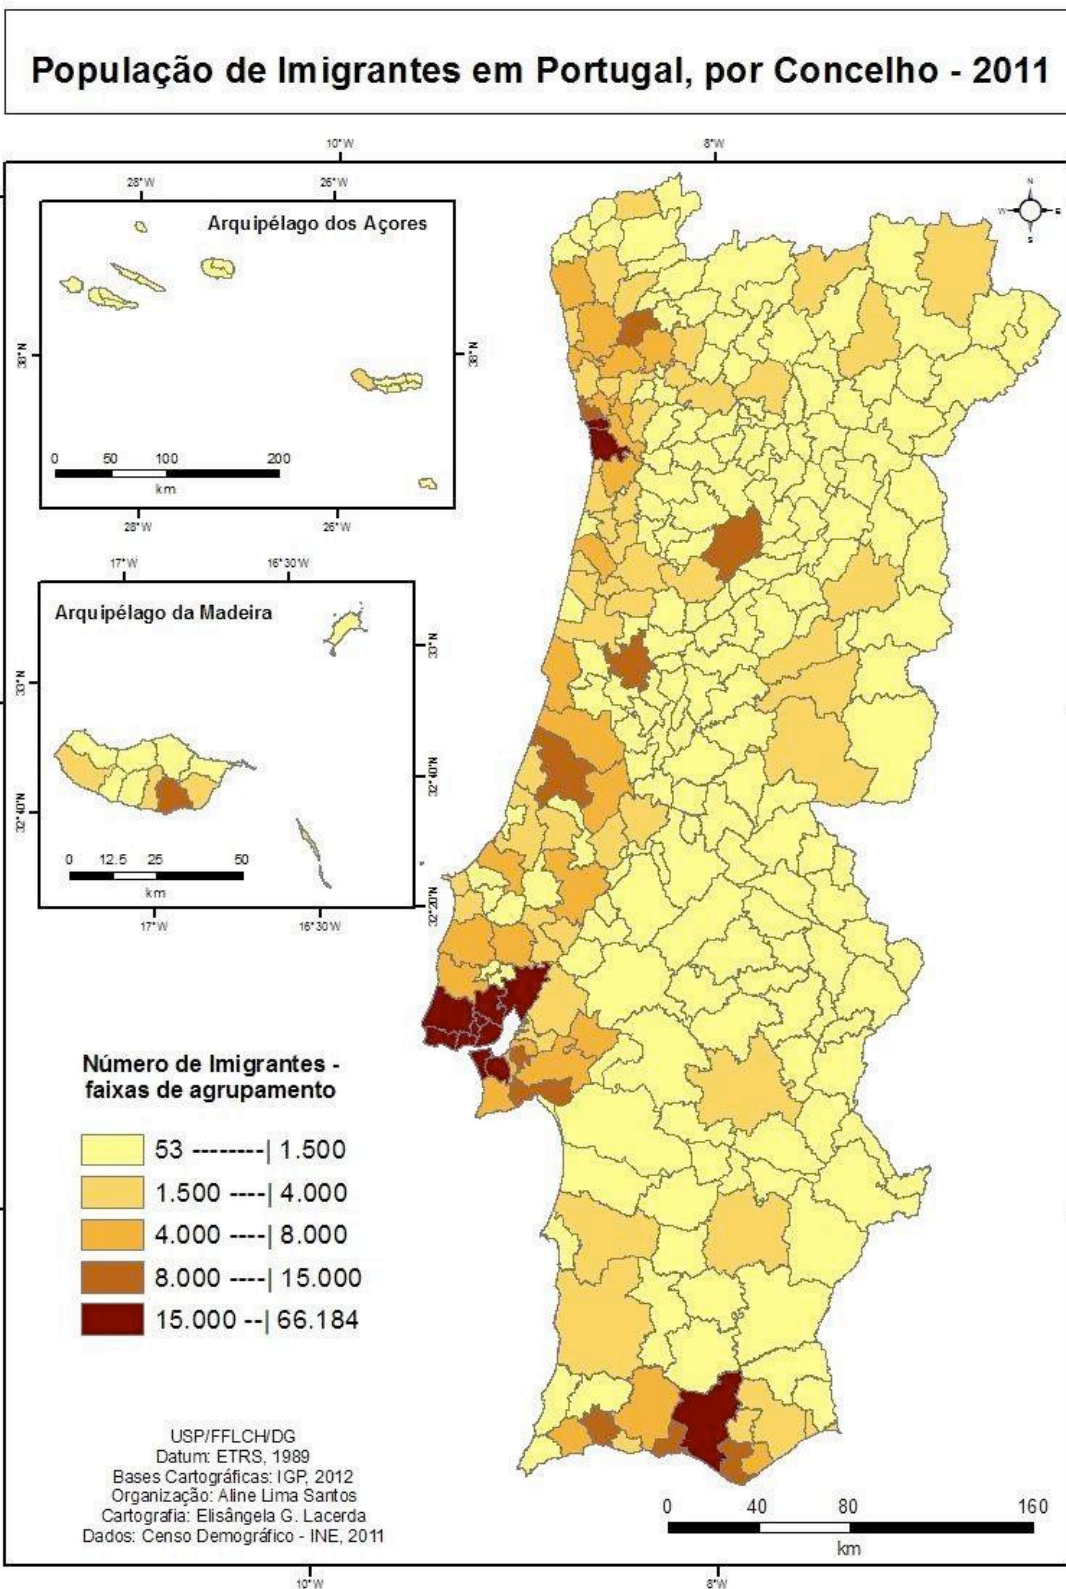 População de Imigrantes em Portugal, por Concelho - 2011
10°W
8°W
28°W
26°W
Arquipélago dos Açores
N
W
E
S
38°N
38°N
0 50 100 200
km
28°W
26°W
17°W
16°30'W
Arquipélago da Madeira
33°N
33°N
32°40'N
32°40'N
0 12.5 25 50
km
32°20'N
17°W
16°30'W
Número de Imigrantes -
faixas de agrupamento
53 --------| 1.500
1.500 ----| 4.000
4.000 ----| 8.000
8.000 ----| 15.000
15.000 --| 66.184
USP/FFLCH/DG
Datum: ETRS, 1989
Bases Cartográficas: IGP, 2012
Organização: Aline Lima Santos
Cartografia: Elisângela G. Lacerda
Dados: Censo Demográfico - INE, 2011
0 40 80 160
km
10°W
8°W